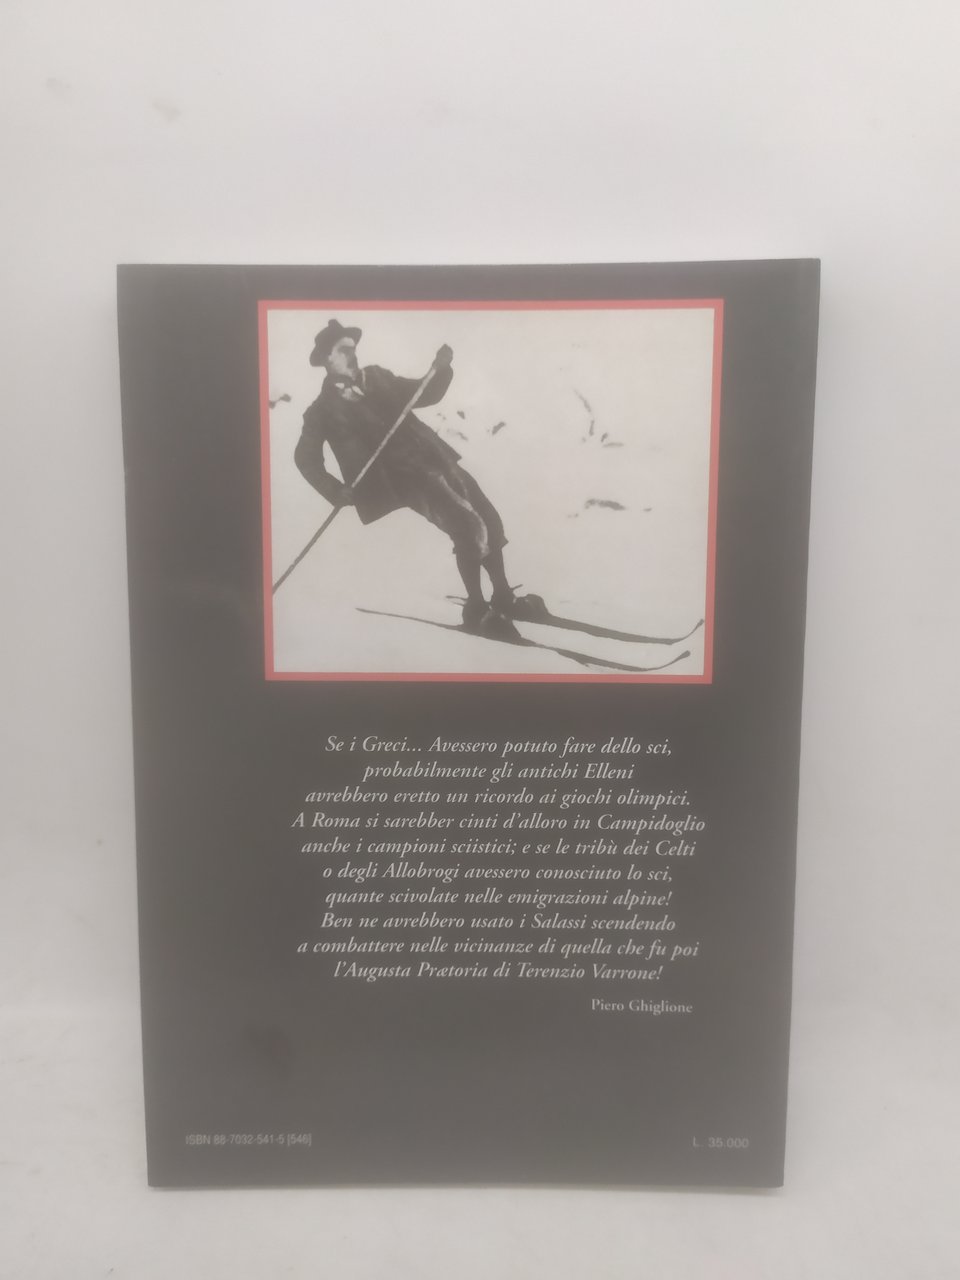 Se i Greci... Avessero potuto fare dello sci,
probabilmente gli antichi Elleni
avrebbero eretto un ricordo ai giochi olimpici.
A Roma si sarebber cinti d'alloro in Campidoglio
anche i campioni sciistici; e se le tribù dei Celti
o degli Allobrogi avessero conosciuto lo sci,
quante scivolate nelle emigrazioni alpine!
Ben ne avrebbero usato i Salassi scendendo
a combattere nelle vicinanze di quella che fu poi
l'Augusta Prætoria di Terenzio Varrone!
Piero Ghiglione
ISBN 88-7032-541-5 [546]
L. 35.000